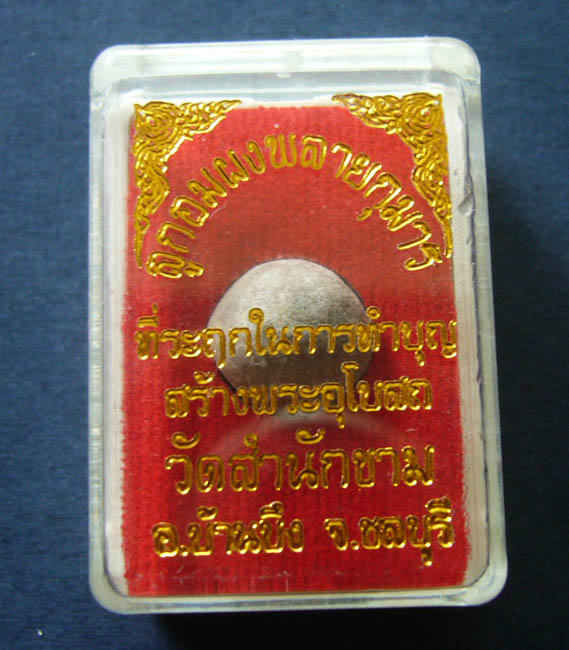 ลูกอมผงพลายกุมาร
ที่ระฤกในการทำบุญ
สร้างพระอุโบสถ
วัดสำนักขาม
อ.บ้านบึง จ.ชลบุรี